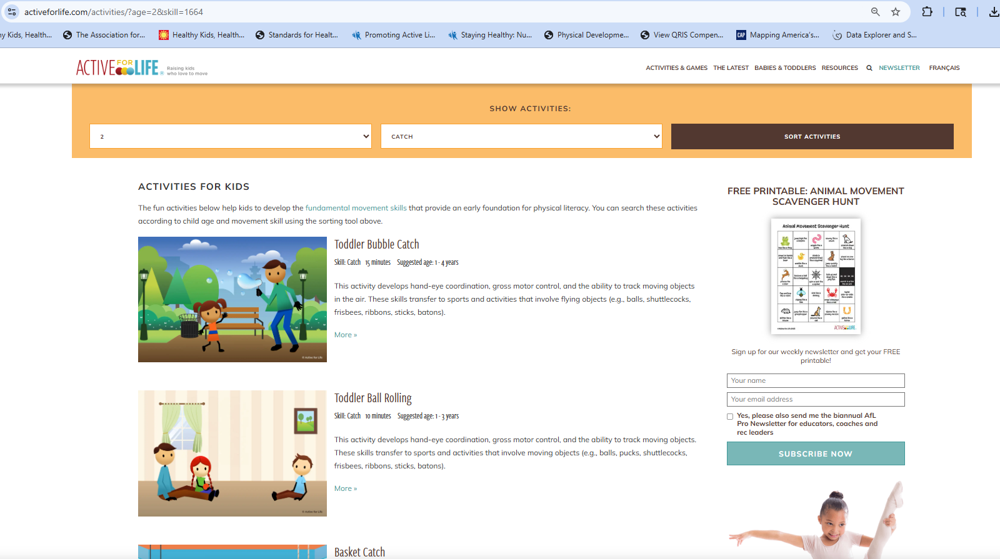 activeforlife.com/activities/?age=2&skill=1664
y Kids, Health...
The Association for...
Healthy Kids, Health...
Standards for Healt...
Promoting Active Li...
Staying Healthy: Nu...
Physical Developme...
View QRIS Compen...
CAP
Mapping America's...
Data Explorer and S...
ACTIVE FOR LIFE®
Raising kids
who love to move
ACTIVITIES & GAMES
THE LATEST
BABIES & TODDLERS
RESOURCES
NEWSLETTER
FRANÇAIS
SHOW ACTIVITIES:
2
CATCH
SORT ACTIVITIES
ACTIVITIES FOR KIDS
The fun activities below help kids to develop the fundamental movement skills that provide an early foundation for physical literacy. You can search these activities
according to child age and movement skill using the sorting tool above.
Toddler Bubble Catch
Skill: Catch 15 minutes Suggested age: 1 - 4 years
This activity develops hand-eye coordination, gross motor control, and the ability to track moving objects
in the air. These skills transfer to sports and activities that involve flying objects (e.g., balls, shuttlecocks,
frisbees, ribbons, sticks, batons).
More »
© Active For Life
Toddler Ball Rolling
Skill: Catch 10 minutes Suggested age: 1 - 3 years
This activity develops hand-eye coordination, gross motor control, and the ability to track moving objects.
These skills transfer to sports and activities that involve moving objects (e.g., balls, pucks, shuttlecocks,
frisbees, ribbons, sticks, batons).
More »
© Active For Life
Basket Catch
FREE PRINTABLE: ANIMAL MOVEMENT
SCAVENGER HUNT
Animal Movement Scavenger Hunt
ACTIVE FOR LIFE
Sign up for our weekly newsletter and get your FREE
printable!
Your name
Your email address
Yes, please also send me the biannual AfL
Pro Newsletter for educators, coaches and
rec leaders
SUBSCRIBE NOW